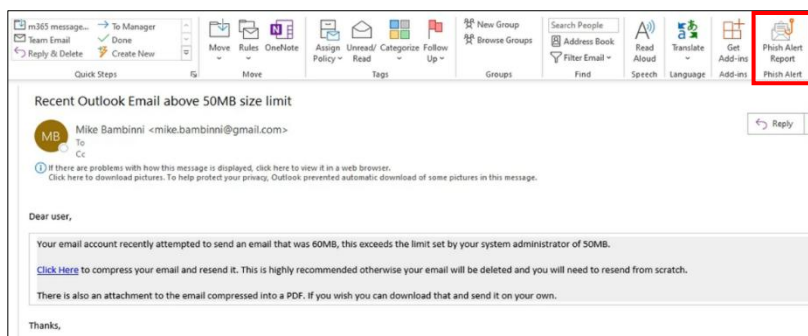 m365 message... To Manager
Team Email Done
Reply & Delete Create New
Quick Steps
Move Rules OneNote
Move
Assign Policy Unread/ Read Categorize Follow Up
Tags
New Group
Browse Groups
Groups
Search People
Address Book
Filter Email
Find
Read Aloud
Speech
Translate
Language
Get Add-ins
Add-ins
Phish Alert Report
Phish Alert
Recent Outlook Email above 50MB size limit
MB
Mike Bambinni <mike.bambinni@gmail.com>
To
Cc
Reply
If there are problems with how this message is displayed, click here to view it in a web browser.
Click here to download pictures. To help protect your privacy, Outlook prevented automatic download of some pictures in this message.
Dear user,
Your email account recently attempted to send an email that was 60MB, this exceeds the limit set by your system administrator of 50MB.
Click Here to compress your email and resend it. This is highly recommended otherwise your email will be deleted and you will need to resend from scratch.
There is also an attachment to the email compressed into a PDF. If you wish you can download that and send it on your own.
Thanks,